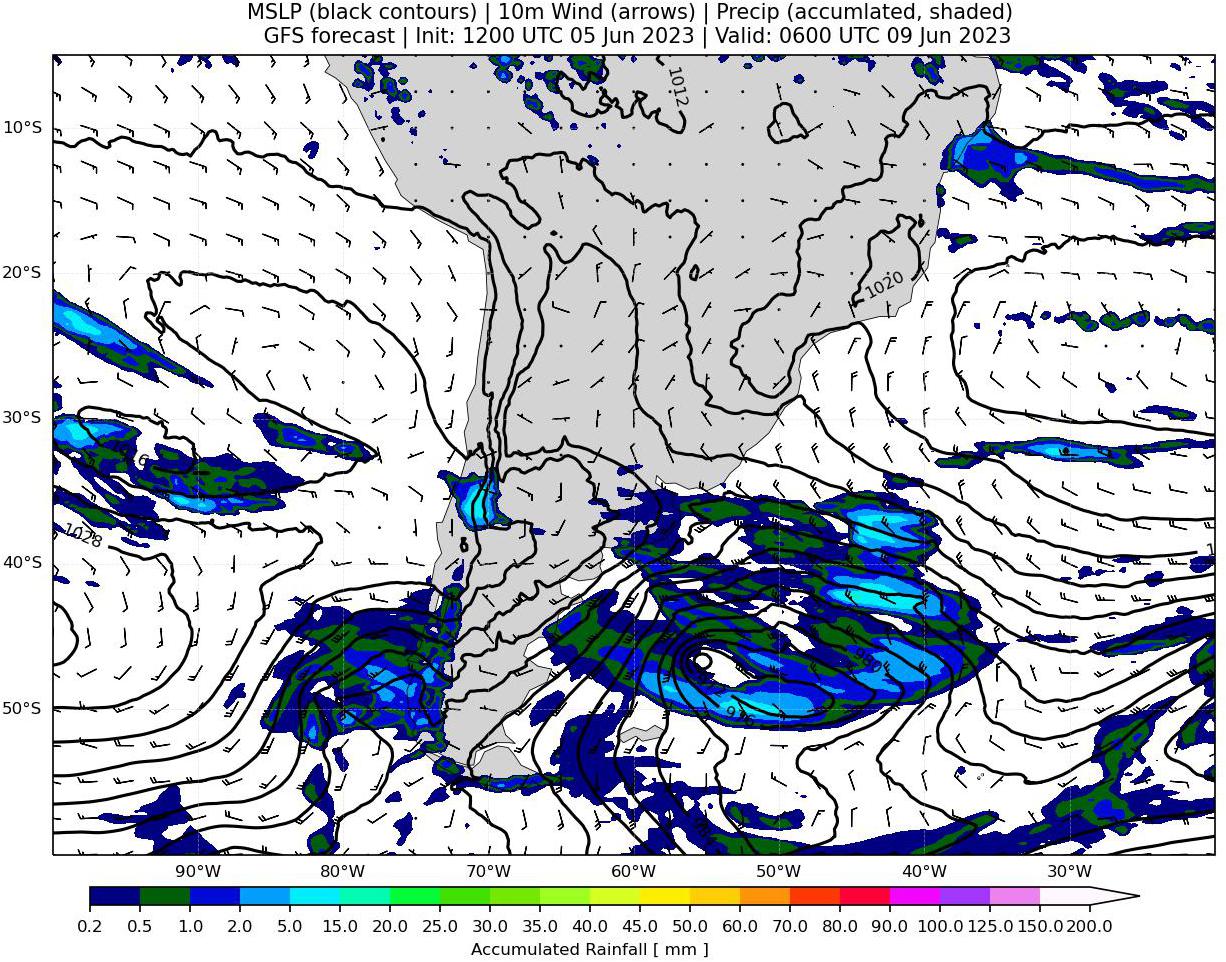 MSLP (black contours) | 10m Wind (arrows) | Precip (accumlated, shaded)
GFS forecast | Init: 1200 UTC 05 Jun 2023 | Valid: 0600 UTC 09 Jun 2023
1012
10°S
20°S
1020
30°S
1028
40°S
980
50°S
976
90°W 80°W 70°W 60°W 50°W 40°W 30°W
0.2 0.5 1.0 2.0 5.0 10.0 15.0 20.0 25.0 30.0 35.0 40.0 45.0 50.0 60.0 70.0 80.0 90.0 100.0 125.0 150.0 200.0
Accumulated Rainfall [ mm ]